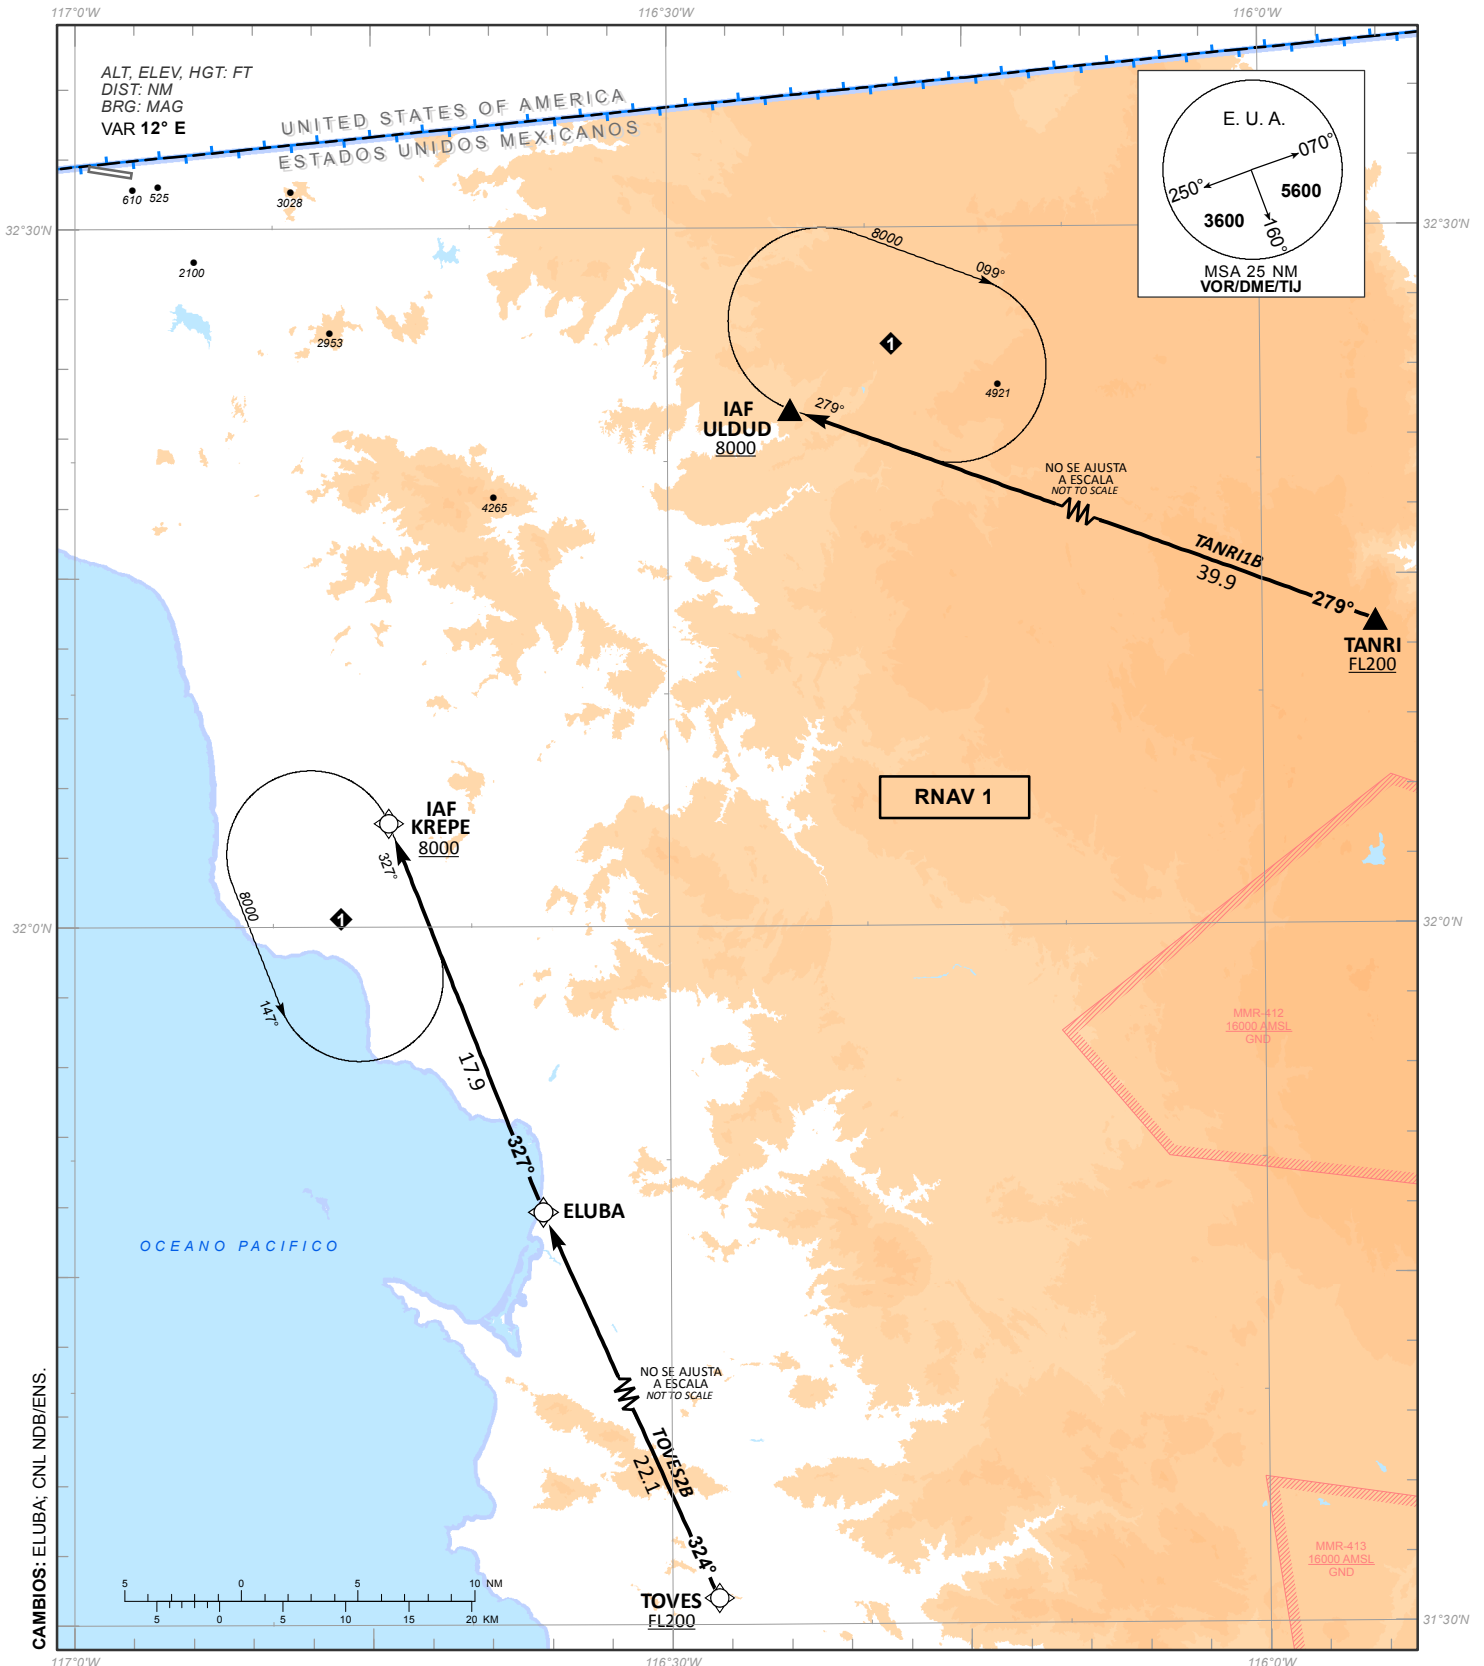 117°0'W
116°30'W
116°0'W
ALT, ELEV, HGT: FT
DIST: NM
BRG: MAG
VAR 12° E
UNITED STATES OF AMERICA
ESTADOS UNIDOS MEXICANOS
E. U. A.
070°
250°
5600
3600
160°
MSA 25 NM
VOR/DME/TIJ
610
525
3028
32°30'N
32°30'N
2100
2953
8000
099°
1
4921
279°
IAF
ULDUD
8000
NO SE AJUSTA
A ESCALA
NOT TO SCALE
4265
TANRI1B
39.9
279°
TANRI
FL200
RNAV 1
IAF
KREPE
8000
327°
8000
1
147°
32°0'N
32°0'N
17.9
327°
MMR-412
16000 AMSL
GND
ELUBA
OCEANO PACIFICO
NO SE AJUSTA
A ESCALA
NOT TO SCALE
TOVES2B
22.1
324°
TOVES
FL200
MMR-413
16000 AMSL
GND
5 0 5 10 NM
5 0 5 10 15 20 KM
31°30'N
CAMBIOS: ELUBA; CNL NDB/ENS.
117°0'W
116°30'W
116°0'W